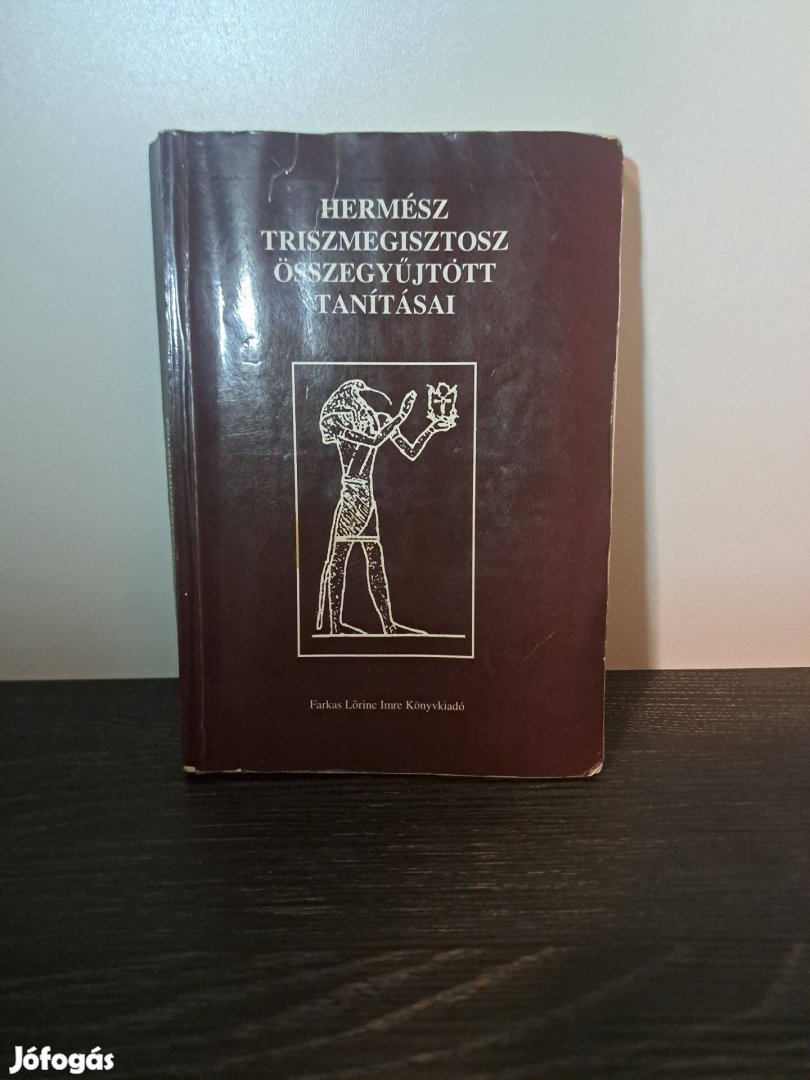 HERMÉSZ
TRISZMEGISZTOSZ
ÖSSZEGYŰJTÖTT
TANÍTÁSAI
Farkas Lőrinc Imre Könyvkiadó
Jófogás